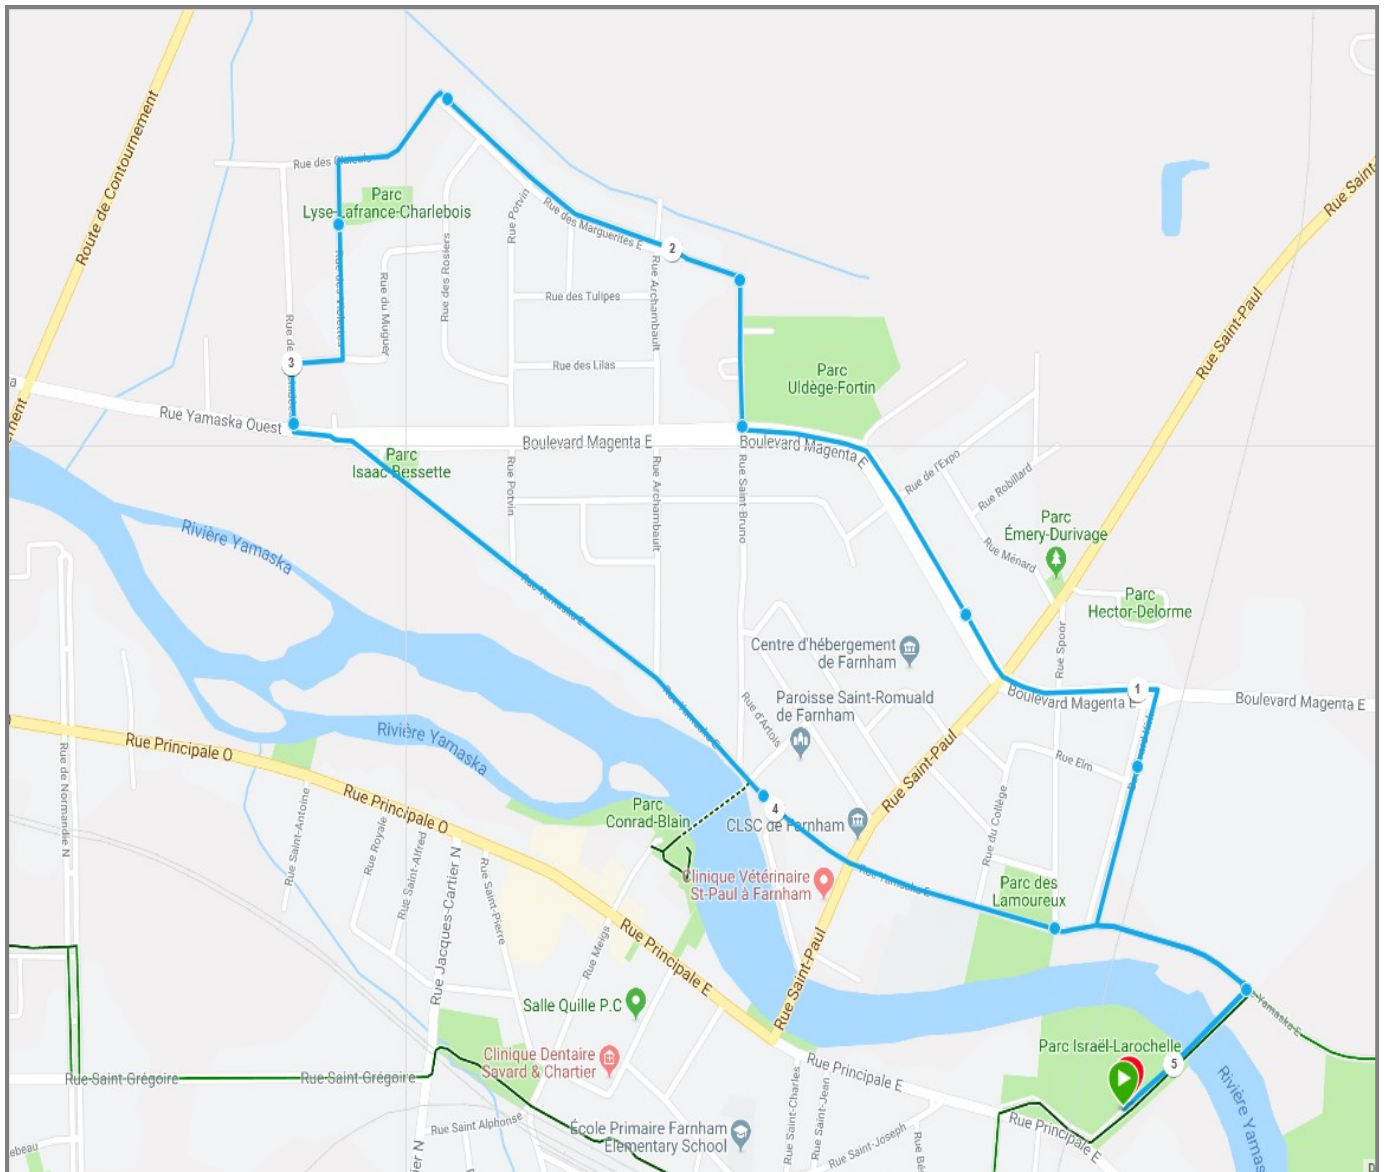 Route de Contournement
Rue des
Parc
Lyse-Lafrance-Charlebois
Rue Potvin
Rue des Marguerites E
2
Rue Saint-
Rue des Rosiers
Rue des Violettes
Rue du Muguet
Rue Archambault
Rue des Tulipes
Rue Saint-Paul
3
Rue de
Rue des Lilas
Parc
Uldège-Fortin
a
ement
Rue Yamaska Ouest
Boulevard Magenta E
Boulevard Magenta E
Parc
Isaac-Bessette
Rue Potvin
Rue Archambault
Rue Saint-Bruno
Rue de l'Expo
Rue Robillard
Rivière Yamaska
Parc
Émery-Durivage
Rue Ménard
Rue Yamaska E
Parc
Hector-Delorme
Centre d'hébergement
de Farnham
Rue Spoor
1
Boulevard Magenta E
Boulevard Magenta E
Paroisse Saint-Romuald
de Farnham
Rue d'Artois
Rue Yamaska E
Rue Principale O
Rivière Yamaska
Rue Saint-Paul
Rue Elm
Rue de Normandie N
Rue Principale O
Parc
Conrad-Blain
4
CLSC de Farnham
Rue du Collège
Rue Saint-Antoine
Rue Royale
Rue Saint-Alfred
Rue Jacques-Cartier N
Rue Saint-Pierre
Clinique Vétérinaire
St-Paul à Farnham
Rue Yamaska E
Parc des
Lamoureux
Rue Meigs
Rue Principale E
Rue Saint-Paul
Salle Quille P.C
Yamaska E
Parc Israël-Larochelle
5
Clinique Dentaire
Savard & Chartier
Rue Principale E
Rivière Yamas
Rue-Saint-Grégoire
Rue-Saint-Grégoire
Rue Saint Alphonse
École Primaire Farnham
Elementary School
Rue Saint-Charles
Rue Saint-Jean
Rue Saint-Joseph
Rue Principale E
Rue Bé
ebeau
er N
D